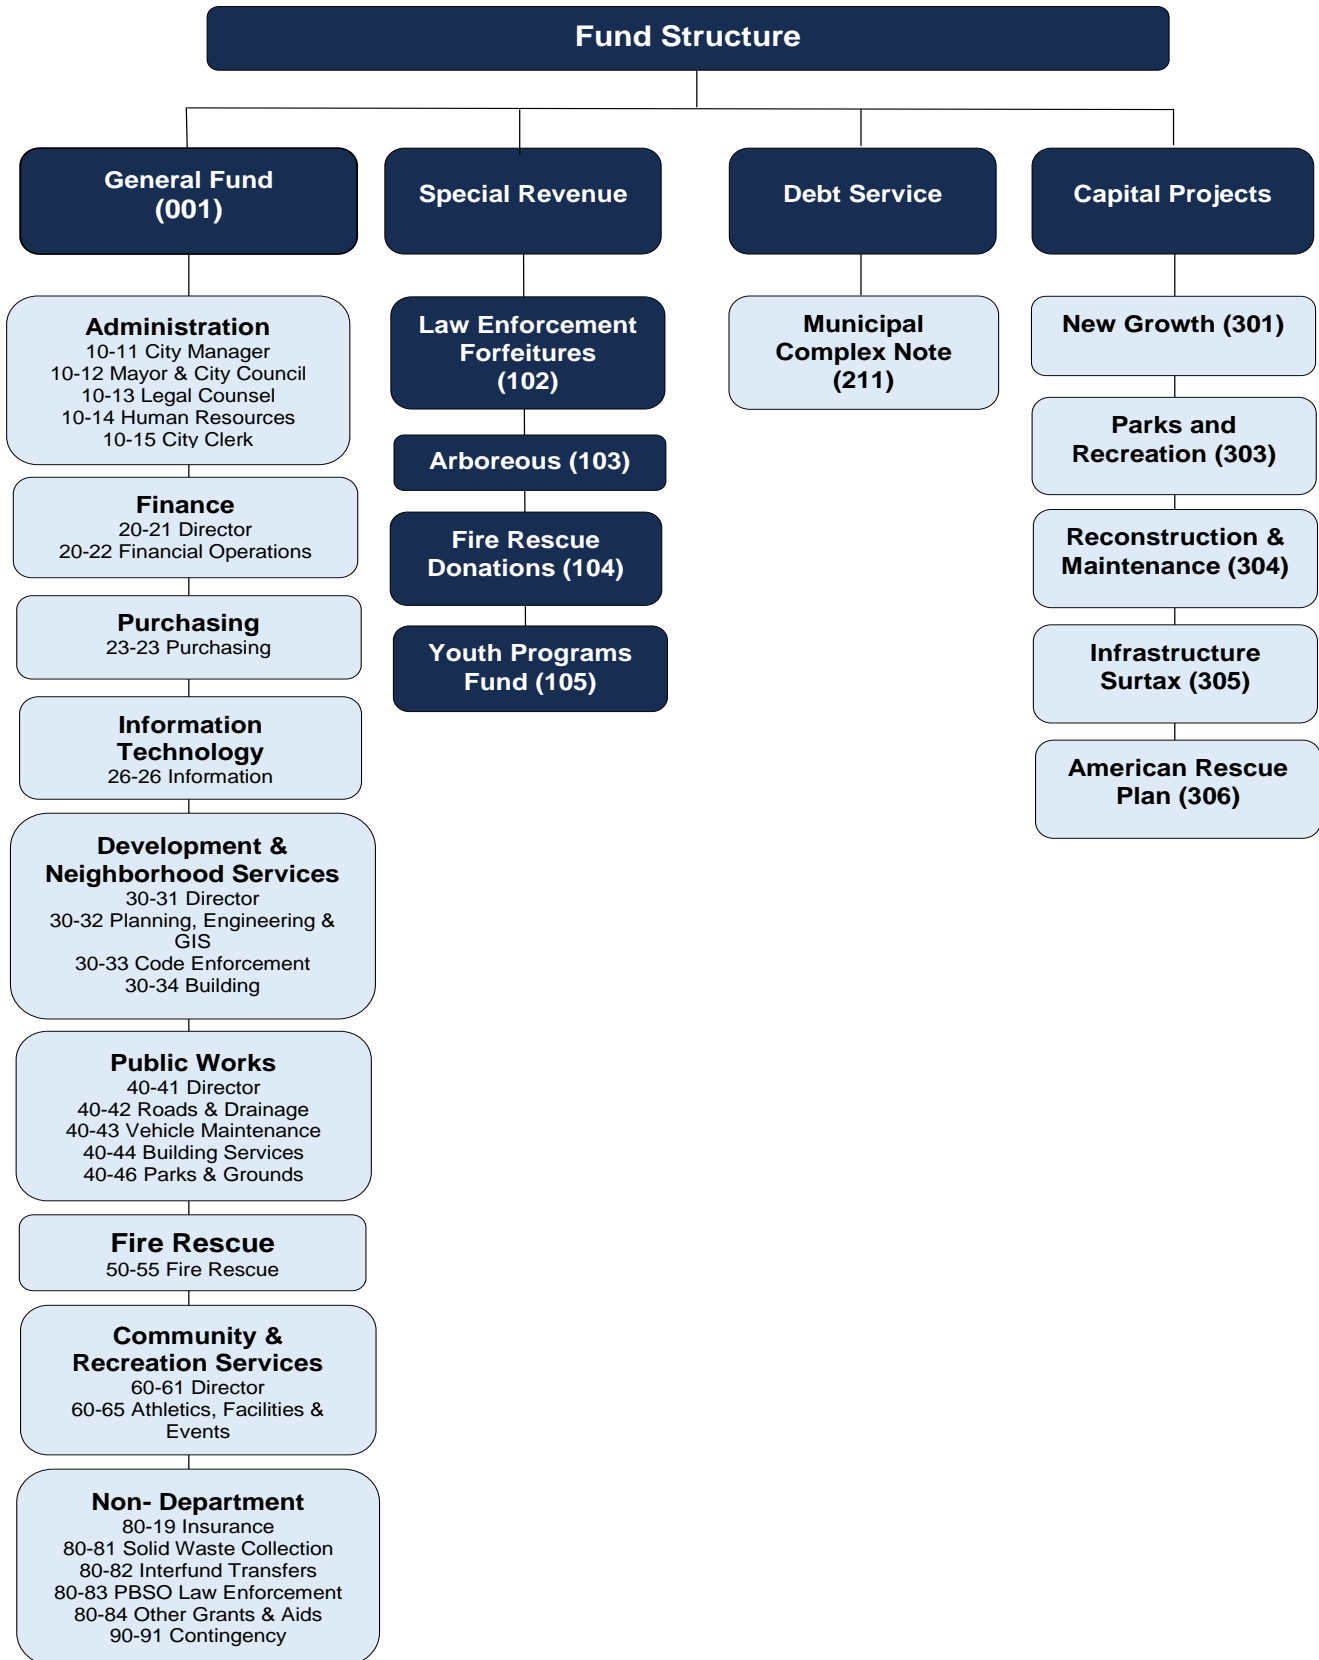 Fund Structure
General Fund
(001)
Administration
10-11 City Manager
10-12 Mayor & City Council
10-13 Legal Counsel
10-14 Human Resources
10-15 City Clerk
Finance
20-21 Director
20-22 Financial Operations
Purchasing
23-23 Purchasing
Information
Technology
26-26 Information
Development &
Neighborhood Services
30-31 Director
30-32 Planning, Engineering &
GIS
30-33 Code Enforcement
30-34 Building
Public Works
40-41 Director
40-42 Roads & Drainage
40-43 Vehicle Maintenance
40-44 Building Services
40-46 Parks & Grounds
Fire Rescue
50-55 Fire Rescue
Community &
Recreation Services
60-61 Director
60-65 Athletics, Facilities &
Events
Non- Department
80-19 Insurance
80-81 Solid Waste Collection
80-82 Interfund Transfers
80-83 PBSO Law Enforcement
80-84 Other Grants & Aids
90-91 Contingency
Special Revenue
Law Enforcement
Forfeitures
(102)
Arboreous (103)
Fire Rescue
Donations (104)
Youth Programs
Fund (105)
Debt Service
Municipal
Complex Note
(211)
Capital Projects
New Growth (301)
Parks and
Recreation (303)
Reconstruction &
Maintenance (304)
Infrastructure
Surtax (305)
American Rescue
Plan (306)